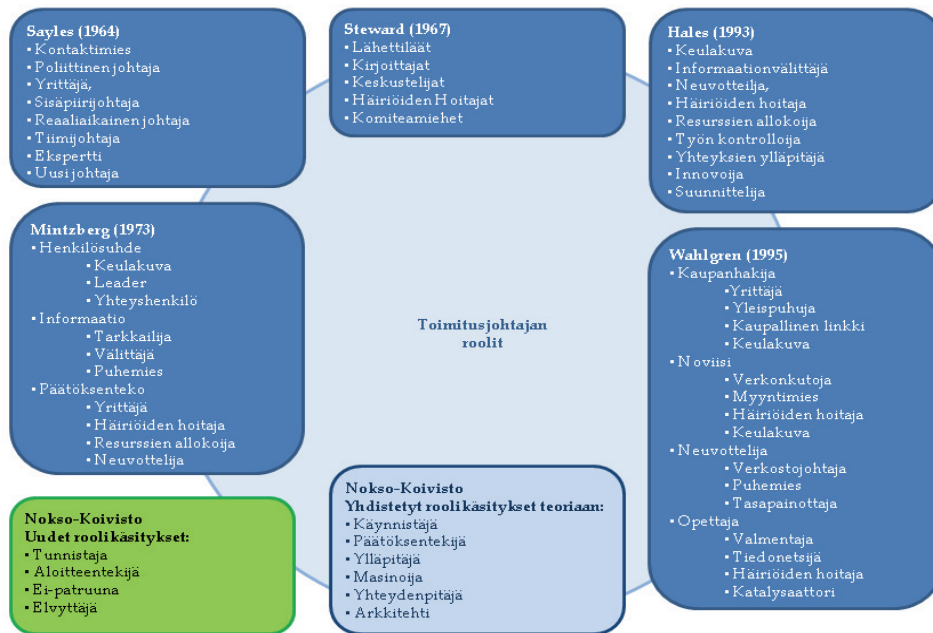 Sayles (1964)
▪ Kontaktimies
▪ Poliittinen johtaja
▪ Yrittäjä,
▪ Sisäpiirijohtaja
▪ Reaaliaikainen johtaja
▪ Tiimijohtaja
▪ Ekspertti
▪ Uusi johtaja
Steward (1967)
▪ Lähettiläät
▪ Kirjoittajat
▪ Keskustelijat
▪ Häiriöiden Hoitajat
▪ Komiteamiehet
Hales (1993)
▪ Keulakuva
▪ Informaationvälittäjä
▪ Neuvotteilja,
▪ Häiriöiden hoitaja
▪ Resurssien allokoija
▪ Työn kontrolloija
▪ Yhteyksien ylläpitäjä
▪ Innovoija
▪ Suunnittelija
Mintzberg (1973)
▪ Henkilösuhde
▪ Keulakuva
▪ Leader
▪ Yhteyshenkilö
▪ Informaatio
▪ Tarkkailija
▪ Välittäjä
▪ Puhemies
▪ Päätöksenteko
▪ Yrittäjä
▪ Häiriöiden hoitaja
▪ Resurssien allokoija
▪ Neuvottelija
Toimitusjohtajan
roolit
Wahlgren (1995)
▪ Kaupanhakija
▪ Yrittäjä
▪ Yleispuhuja
▪ Kaupallinen linkki
▪ Keulakuva
▪ Noviisi
▪ Verkonkutoja
▪ Myyntimies
▪ Häiriöiden hoitaja
▪ Keulakuva
▪ Neuvottelija
▪ Verkostojohtaja
▪ Puhemies
▪ Tasapainottaja
▪ Opettaja
▪ Valmentaja
▪ Tiedonetsijä
▪ Häiriöiden hoitaja
▪ Katalysaattori
Nokso-Koivisto
Uudet roolikäsitykset:
▪ Tunnistaja
▪ Aloitteentekijä
▪ Ei-patruuna
▪ Elvyttäjä
Nokso-Koivisto
Yhdistetyt roolikäsitykset teoriaan:
▪ Käynnistäjä
▪ Päätöksentekijä
▪ Ylläpitäjä
▪ Masinoija
▪ Yhteydenpitäjä
▪ Arkkitehti